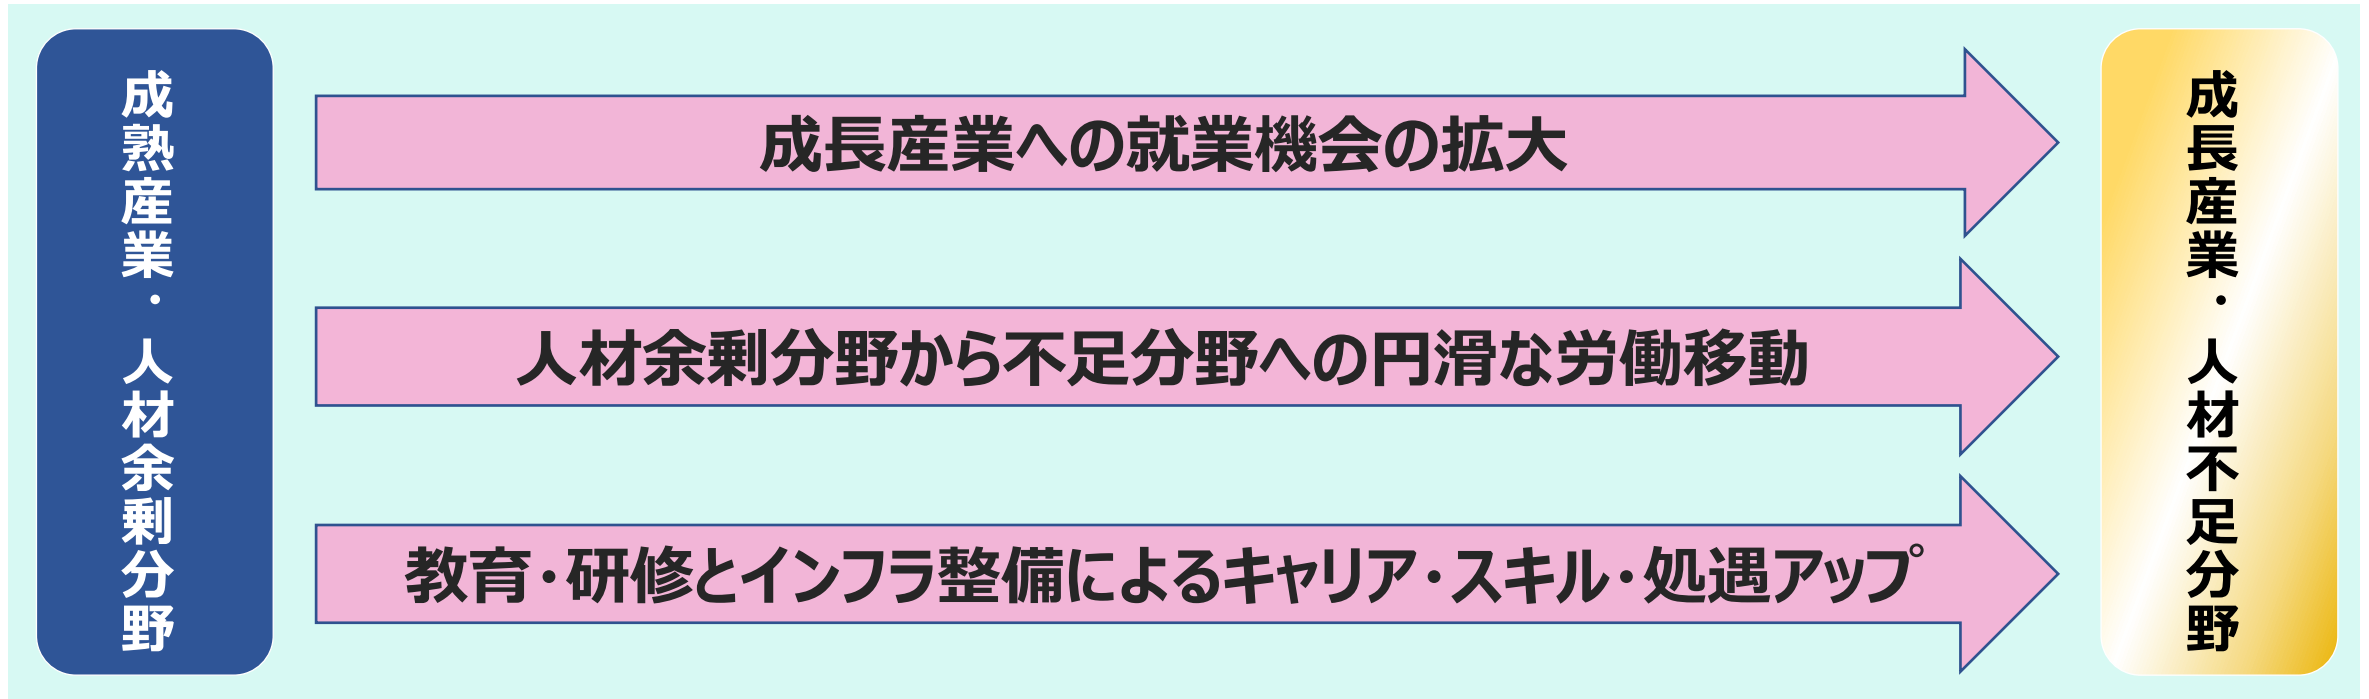 成熟産業・人材余剰分野
成長産業への就業機会の拡大
人材余剰分野から不足分野への円滑な労働移動
教育・研修とインフラ整備によるキャリア・スキル・処遇アップ
成長産業・人材不足分野